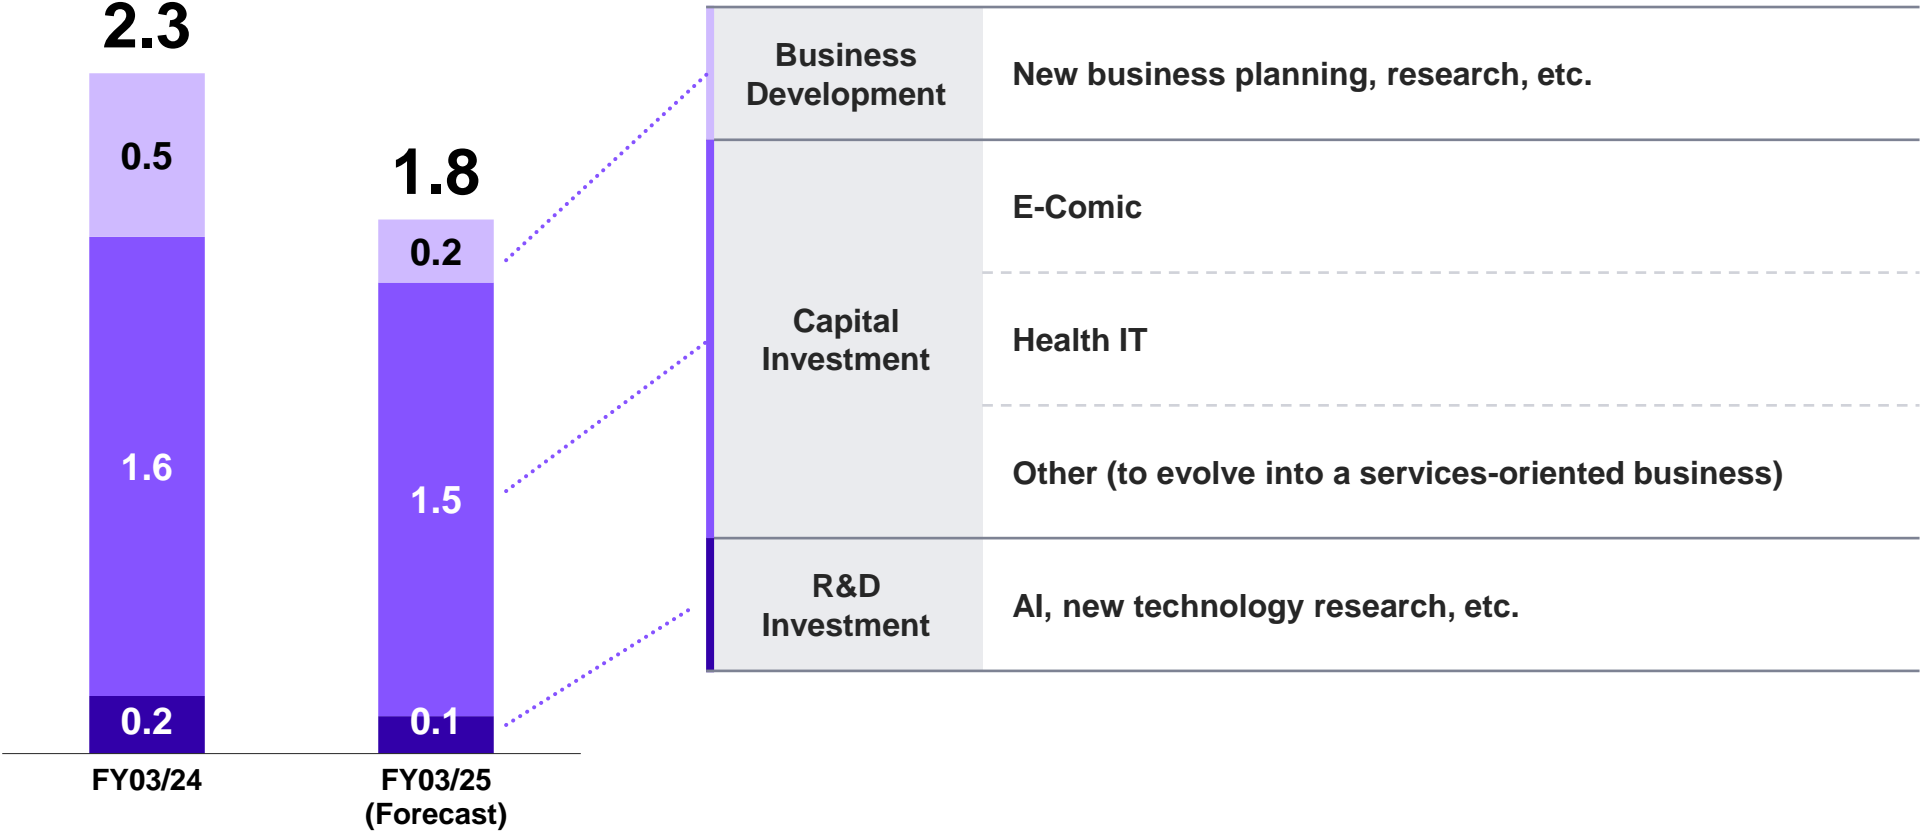 2.3
0.5
1.6
0.2
FY03/24
1.8
0.2
1.5
0.1
FY03/25
(Forecast)
Business
Development
New business planning, research, etc.
Capital
Investment
E-Comic
Health IT
Other (to evolve into a services-oriented business)
R&D
Investment
AI, new technology research, etc.